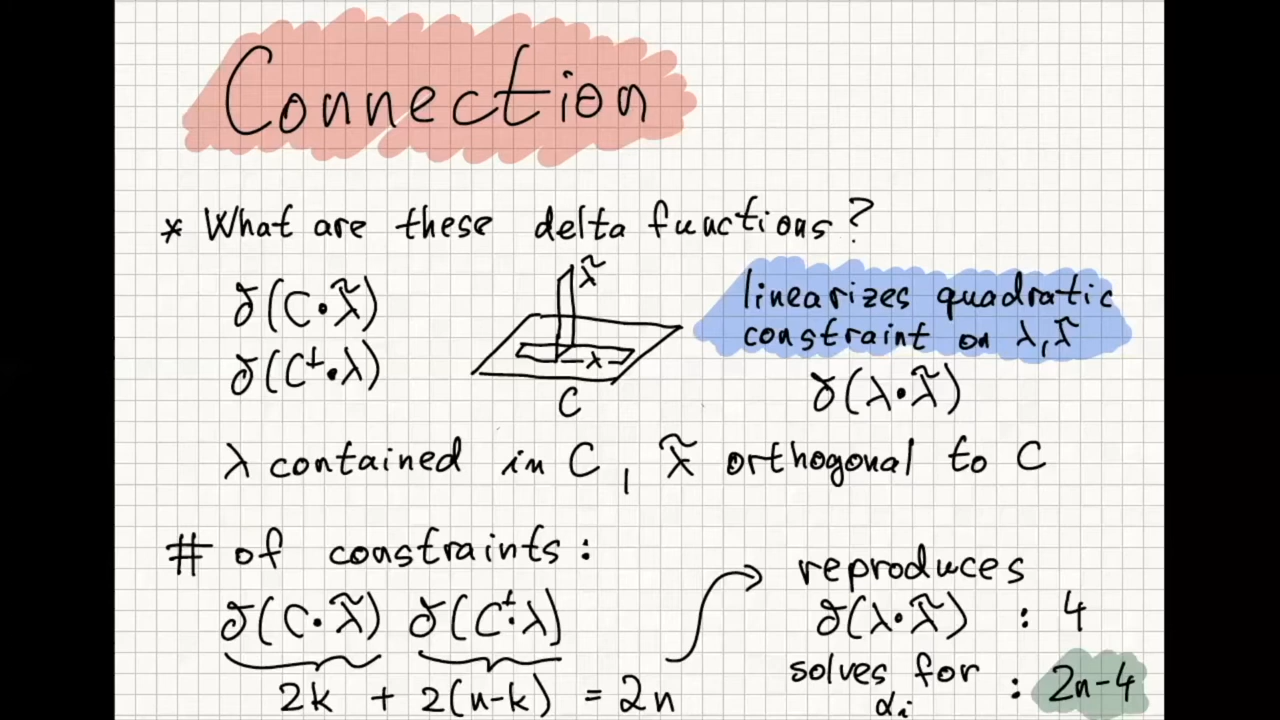 Connection
* What are these delta functions?
δ(C·λ̃)
δ(C⊥·λ)
λ̃
λ
C
linearizes quadratic
constraint on λ, λ̃
δ(λ·λ̃)
λ contained in C, λ̃ orthogonal to C
# of constraints:
δ(C·λ̃) δ(C⊥·λ)
2k + 2(n-k) = 2n
reproduces
δ(λ·λ̃) : 4
solves for
αi : 2n-4